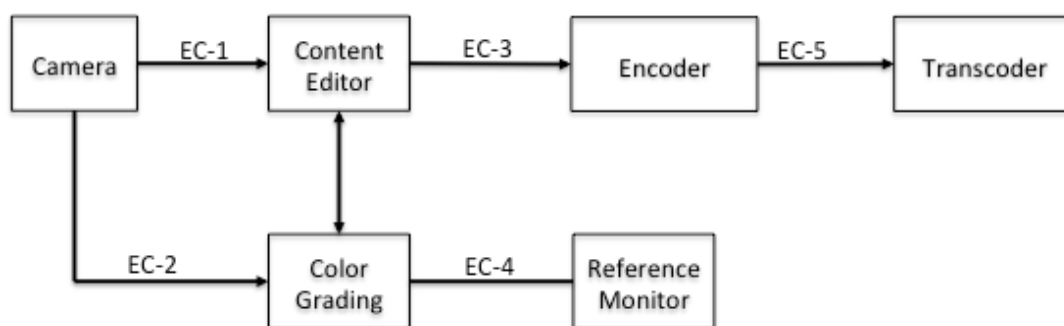 EC-1
EC-3
EC-5
Camera
Content
Editor
Encoder
Transcoder
EC-2
EC-4
Color
Grading
Reference
Monitor